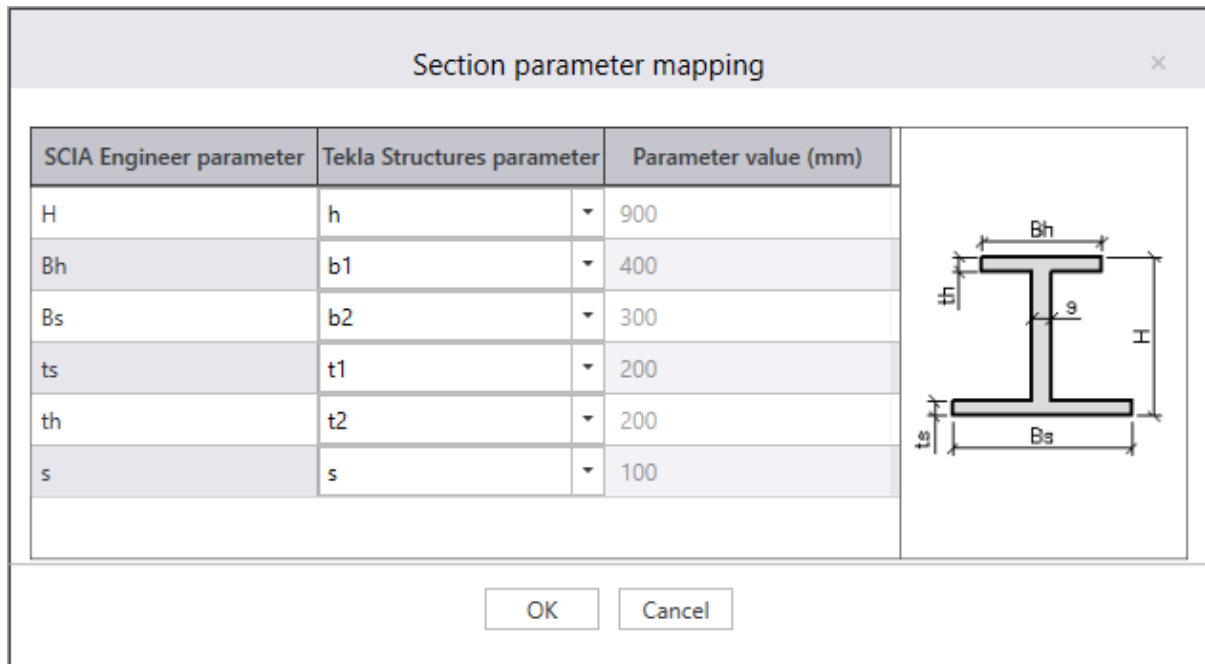 Section parameter mapping
SCIA Engineer parameter Tekla Structures parameter Parameter value (mm)
H h 900
Bh b1 400
Bs b2 300
ts t1 200
th t2 200
s s 100
Bh
th
s
H
ts
Bs
OK Cancel